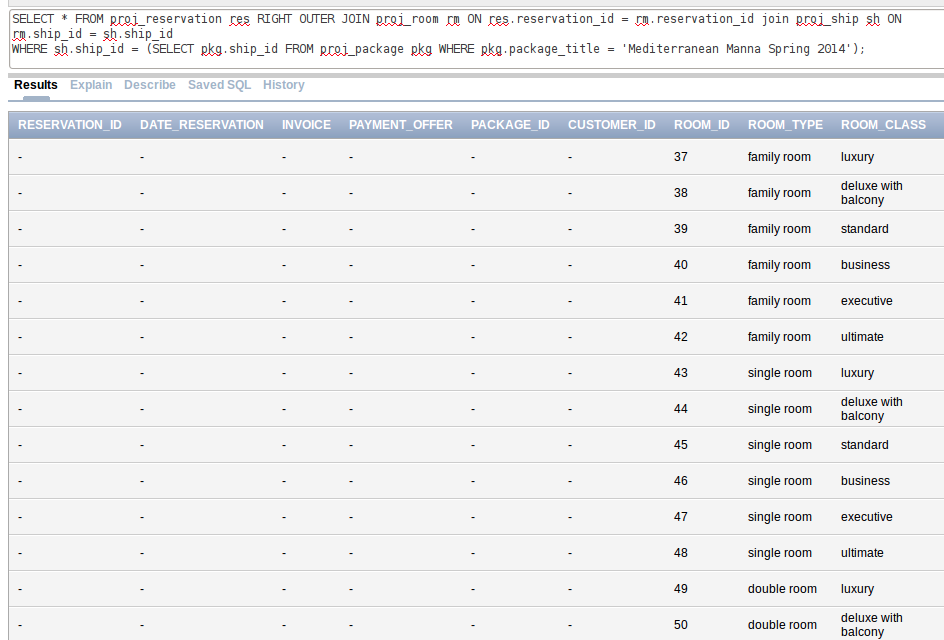 SELECT * FROM proj_reservation res RIGHT OUTER JOIN proj_room rm ON res.reservation_id = rm.reservation_id join proj_ship sh ON
rm.ship_id = sh.ship_id
WHERE sh.ship_id = (SELECT pkg.ship_id FROM proj_package pkg WHERE pkg.package_title = 'Mediterranean Manna Spring 2014');
Results Explain Describe Saved SQL History
RESERVATION_ID DATE_RESERVATION INVOICE PAYMENT_OFFER PACKAGE_ID CUSTOMER_ID ROOM_ID ROOM_TYPE ROOM_CLASS
- - - - - - 37 family room luxury
- - - - - - 38 family room deluxe with
balcony
- - - - - - 39 family room standard
- - - - - - 40 family room business
- - - - - - 41 family room executive
- - - - - - 42 family room ultimate
- - - - - - 43 single room luxury
- - - - - - 44 single room deluxe with
balcony
- - - - - - 45 single room standard
- - - - - - 46 single room business
- - - - - - 47 single room executive
- - - - - - 48 single room ultimate
- - - - - - 49 double room luxury
- - - - - - 50 double room deluxe with
balcony